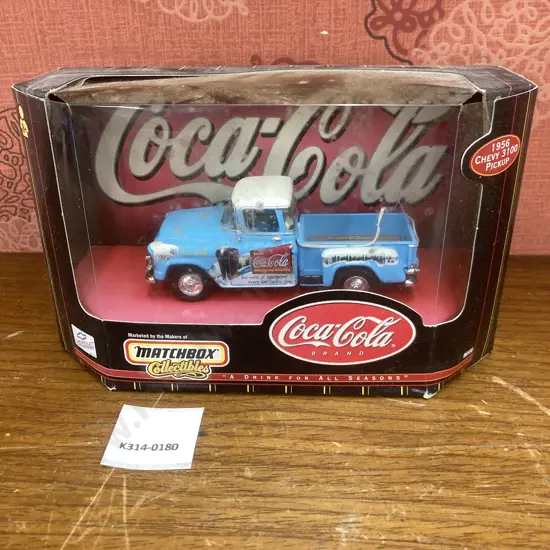 Coca-Cola
1956
CHEVY 3100
PICKUP
Coca-Cola
Coca-Cola
BRAND
Marketed by the Makers of
MATCHBOX
Collectibles
"A DRINK FOR ALL SEASONS"
K314-0180